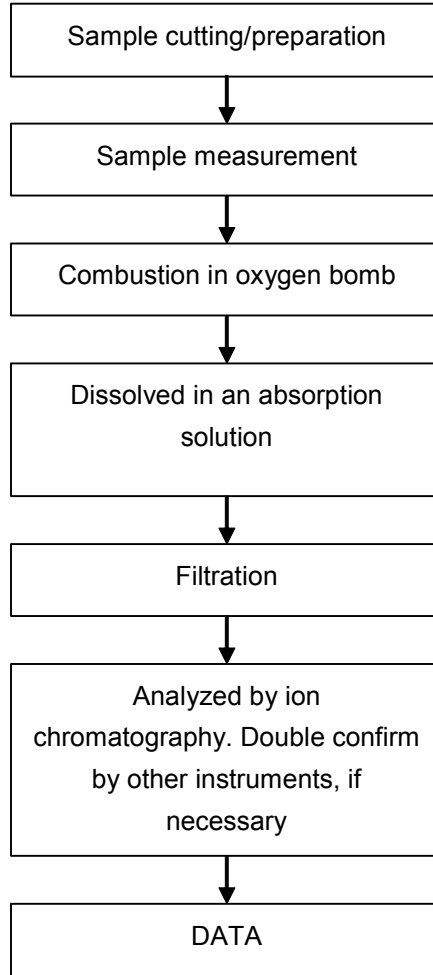 Sample cutting/preparation
Sample measurement
Combustion in oxygen bomb
Dissolved in an absorption
solution
Filtration
Analyzed by ion
chromatography. Double confirm
by other instruments, if
necessary
DATA